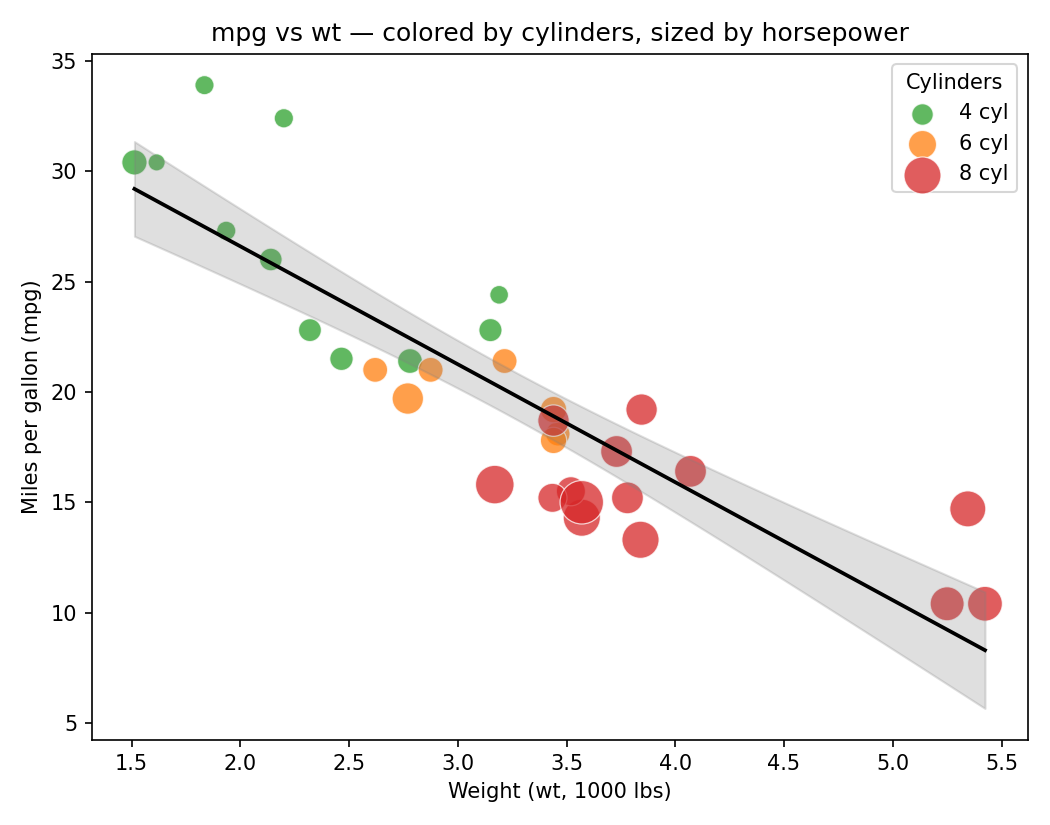 mpg vs wt — colored by cylinders, sized by horsepower
Cylinders
4 cyl
6 cyl
8 cyl
Miles per gallon (mpg)
35
30
25
20
15
10
5
1.5 2.0 2.5 3.0 3.5 4.0 4.5 5.0 5.5
Weight (wt, 1000 lbs)